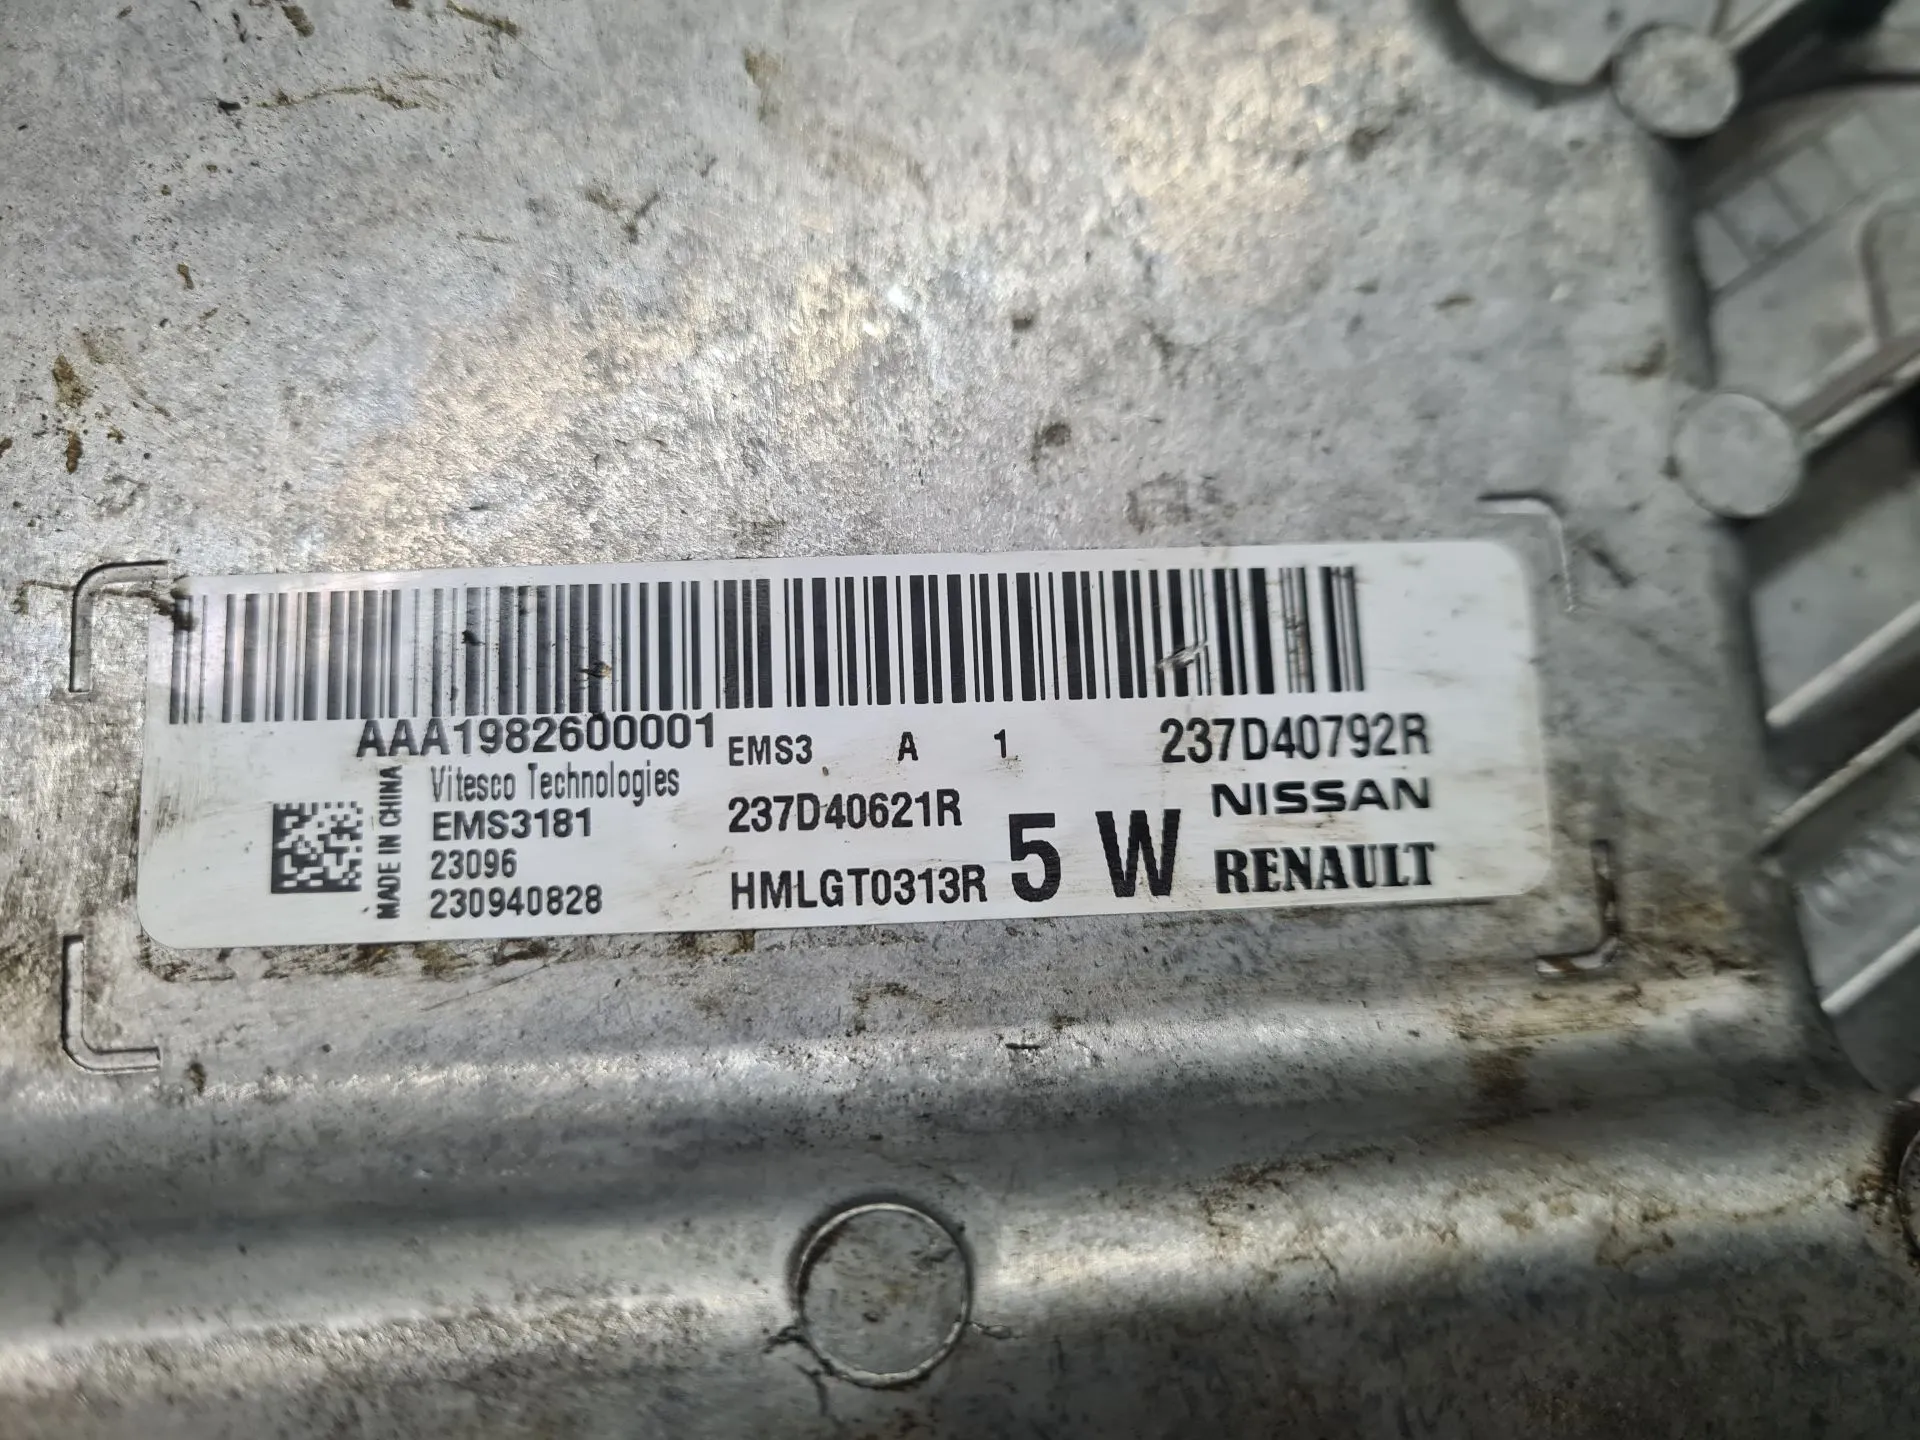 AAA1982600001 EMS3 A 1 237D40792R
MADE IN CHINA
Vitesco Technologies
EMS3181
23096
230940828
237D40621R
HMLGT0313R
5 W
NISSAN
RENAULT